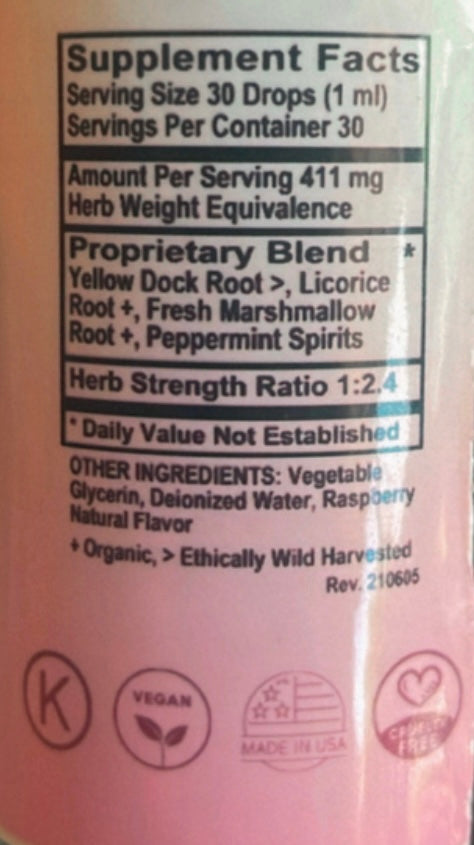 Supplement Facts
Serving Size 30 Drops (1 ml)
Servings Per Container 30
Amount Per Serving 411 mg
Herb Weight Equivalence
Proprietary Blend *
Yellow Dock Root >, Licorice
Root +, Fresh Marshmallow
Root +, Peppermint Spirits
Herb Strength Ratio 1:2.4
* Daily Value Not Established
OTHER INGREDIENTS: Vegetable
Glycerin, Deionized Water, Raspberry
Natural Flavor
+ Organic, > Ethically Wild Harvested
Rev. 210605
K
VEGAN
MADE IN USA
CRUELTY
FREE